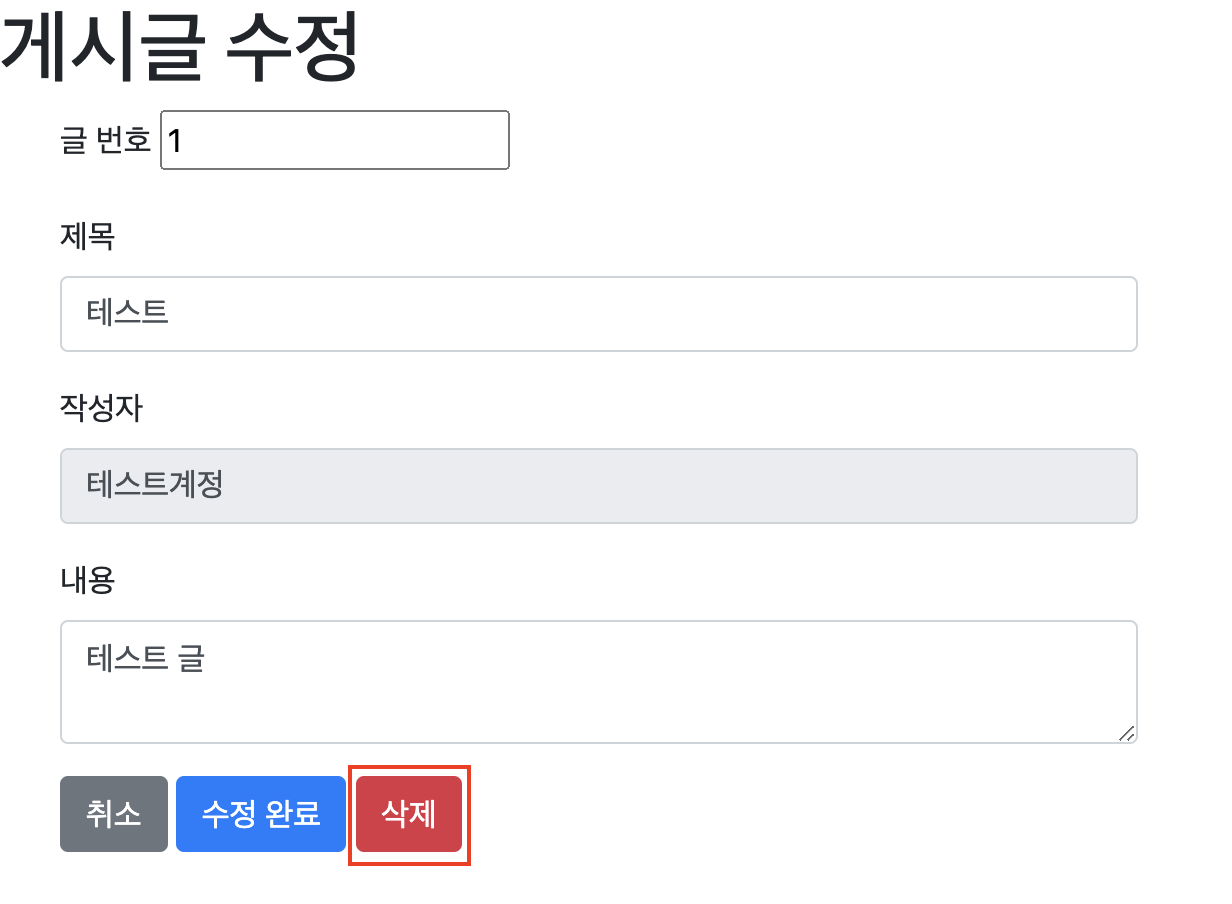 게시글 수정
글 번호 1
제목
테스트
작성자
테스트계정
내용
테스트 글
취소 수정 완료 삭제